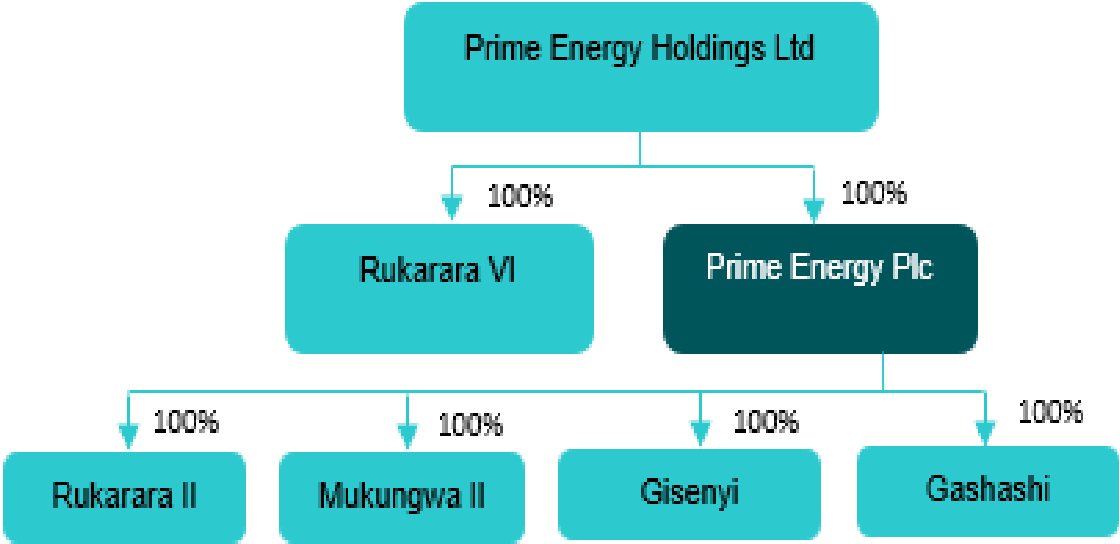 Prime Energy Holdings Ltd
100%
100%
Rukarara VI
Prime Energy Plc
100%
100%
100%
100%
Rukarara II
Mukungwa II
Gisenyi
Gashashi